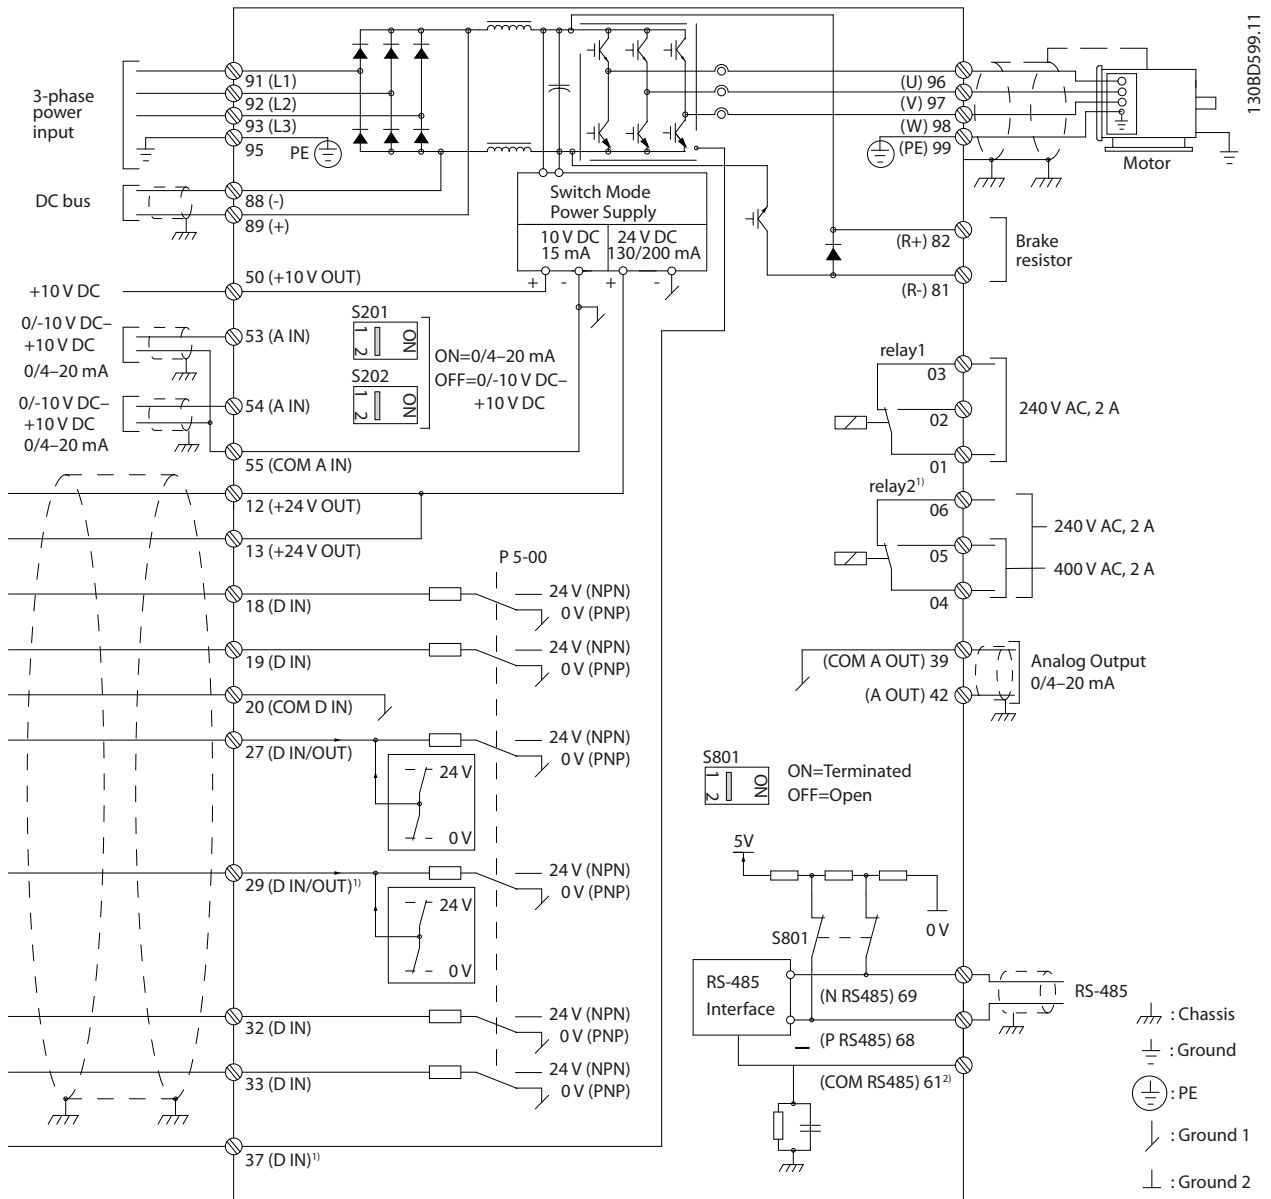 130BD599.11
3-phase
power
input
91 (L1)
92 (L2)
93 (L3)
95
PE
DC bus
88 (-)
89 (+)
+10 V DC
50 (+10 V OUT)
0/-10 V DC–
+10 V DC
0/4–20 mA
53 (A IN)
0/-10 V DC–
+10 V DC
0/4–20 mA
54 (A IN)
55 (COM A IN)
12 (+24 V OUT)
13 (+24 V OUT)
18 (D IN)
19 (D IN)
20 (COM D IN)
27 (D IN/OUT)
24 V
0 V
29 (D IN/OUT)1)
24 V
0 V
32 (D IN)
33 (D IN)
37 (D IN)1)
Switch Mode
Power Supply
10 V DC
15 mA
24 V DC
130/200 mA
+ - + -
S201
1 2
ON
S202
1 2
ON
ON=0/4–20 mA
OFF=0/-10 V DC–
+10 V DC
P 5-00
24 V (NPN)
0 V (PNP)
24 V (NPN)
0 V (PNP)
24 V (NPN)
0 V (PNP)
24 V (NPN)
0 V (PNP)
24 V (NPN)
0 V (PNP)
24 V (NPN)
0 V (PNP)
(U) 96
(V) 97
(W) 98
(PE) 99
Motor
(R+) 82
(R-) 81
Brake
resistor
relay1
03
02
01
240 V AC, 2 A
relay2 1)
06
05
04
240 V AC, 2 A
400 V AC, 2 A
(COM A OUT) 39
(A OUT) 42
Analog Output
0/4–20 mA
S801
1 2
ON
ON=Terminated
OFF=Open
5V
S801
0 V
RS-485
Interface
(N RS485) 69
(P RS485) 68
(COM RS485) 61 2)
RS-485
: Chassis
: Ground
: PE
: Ground 1
: Ground 2